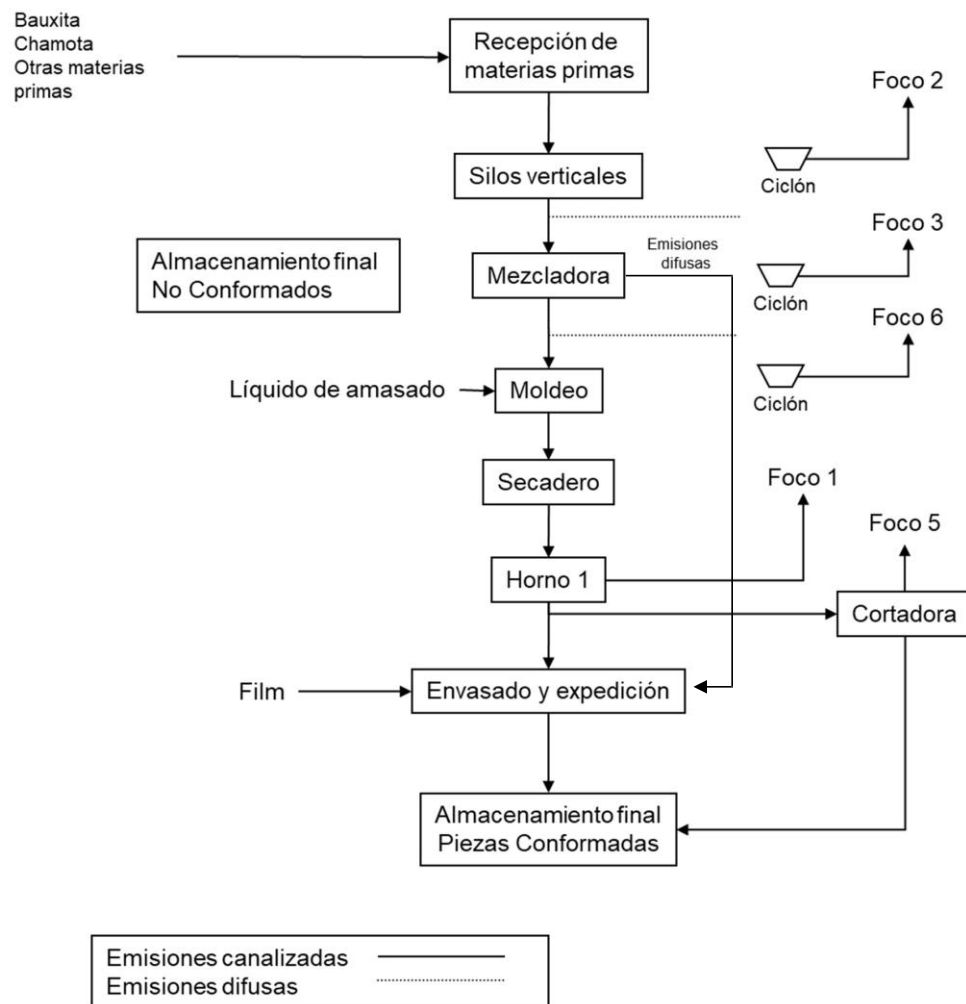 Bauxita
Chamota
Otras materias
primas
Recepción de
materias primas
Foco 2
Silos verticales
Ciclón
Foco 3
Emisiones
difusas
Almacenamiento final
No Conformados
Mezcladora
Ciclón
Foco 6
Líquido de amasado
Moldeo
Ciclón
Secadero
Foco 1
Foco 5
Horno 1
Cortadora
Film
Envasado y expedición
Almacenamiento final
Piezas Conformadas
Emisiones canalizadas
Emisiones difusas